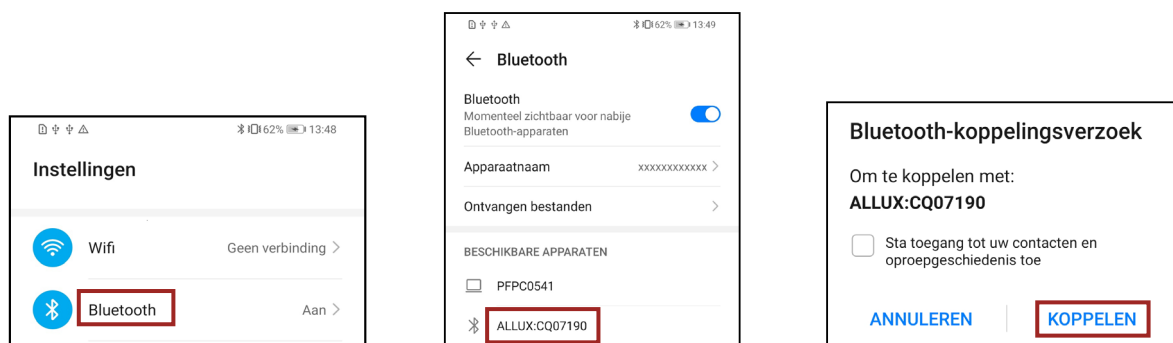 62% 13:48
Instellingen
Wifi Geen verbinding
Bluetooth Aan
62% 13:49
Bluetooth
Bluetooth
Momenteel zichtbaar voor nabije
Bluetooth-apparaten
Apparaatnaam xxxxxxxxxxxx
Ontvangen bestanden
BESCHIKBARE APPARATEN
PFPC0541
ALLUX:CQ07190
Bluetooth-koppelingsverzoek
Om te koppelen met:
ALLUX:CQ07190
Sta toegang tot uw contacten en
oproepgeschiedenis toe
ANNULEREN KOPPELEN